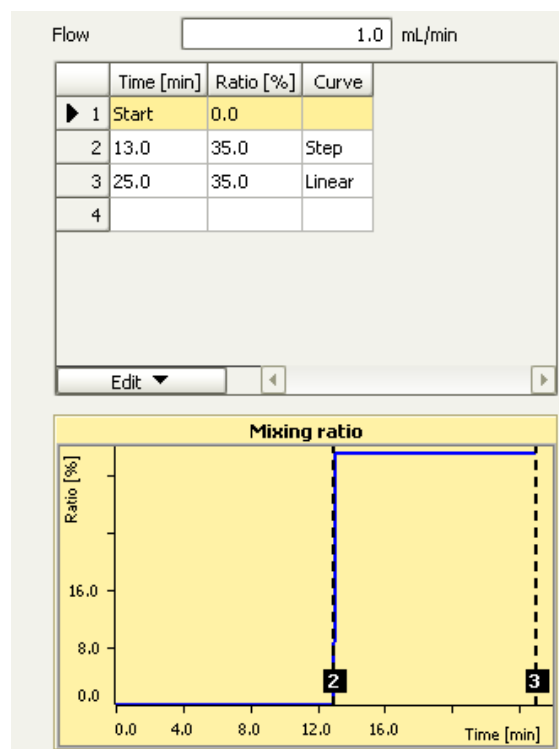 Flow 1.0 mL/min
Time [min] Ratio [%] Curve
1 Start 0.0
2 13.0 35.0 Step
3 25.0 35.0 Linear
4
Edit
Mixing ratio
Ratio [%]
16.0
8.0
0.0
2 3
0.0 4.0 8.0 12.0 16.0 Time [min]